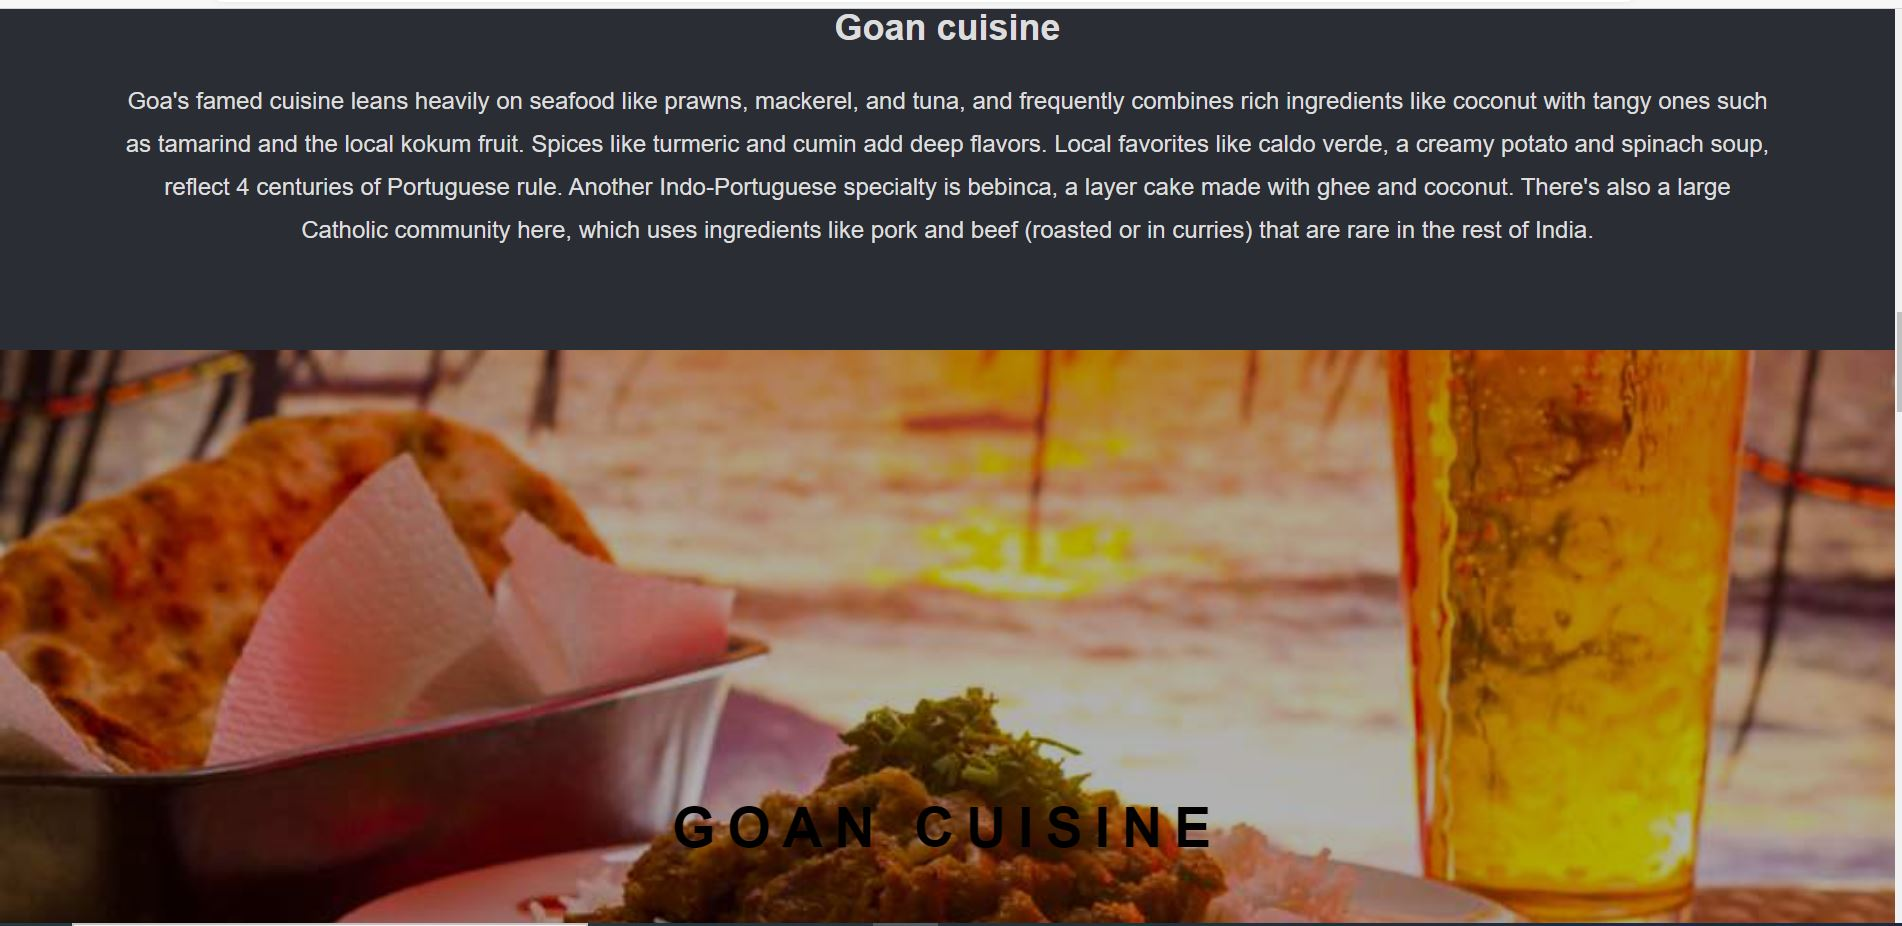 Goan cuisine
Goa's famed cuisine leans heavily on seafood like prawns, mackerel, and tuna, and frequently combines rich ingredients like coconut with tangy ones such
as tamarind and the local kokum fruit. Spices like turmeric and cumin add deep flavors. Local favorites like caldo verde, a creamy potato and spinach soup,
reflect 4 centuries of Portuguese rule. Another Indo-Portuguese specialty is bebinca, a layer cake made with ghee and coconut. There's also a large
Catholic community here, which uses ingredients like pork and beef (roasted or in curries) that are rare in the rest of India.
GOAN CUISINE